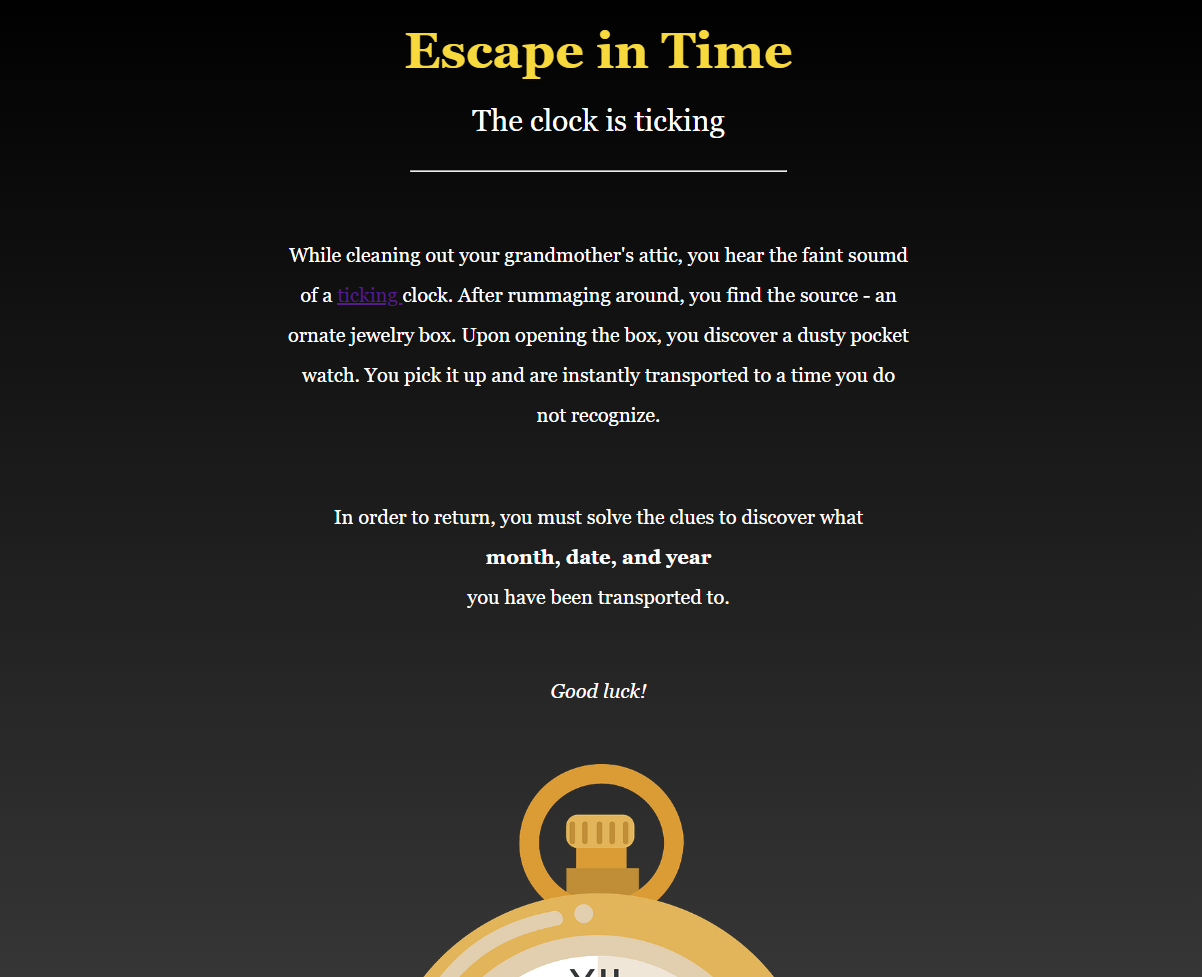 Escape in Time
The clock is ticking
While cleaning out your grandmother's attic, you hear the faint soumd
of a ticking clock. After rummaging around, you find the source - an
ornate jewelry box. Upon opening the box, you discover a dusty pocket
watch. You pick it up and are instantly transported to a time you do
not recognize.
In order to return, you must solve the clues to discover what
month, date, and year
you have been transported to.
Good luck!
XII